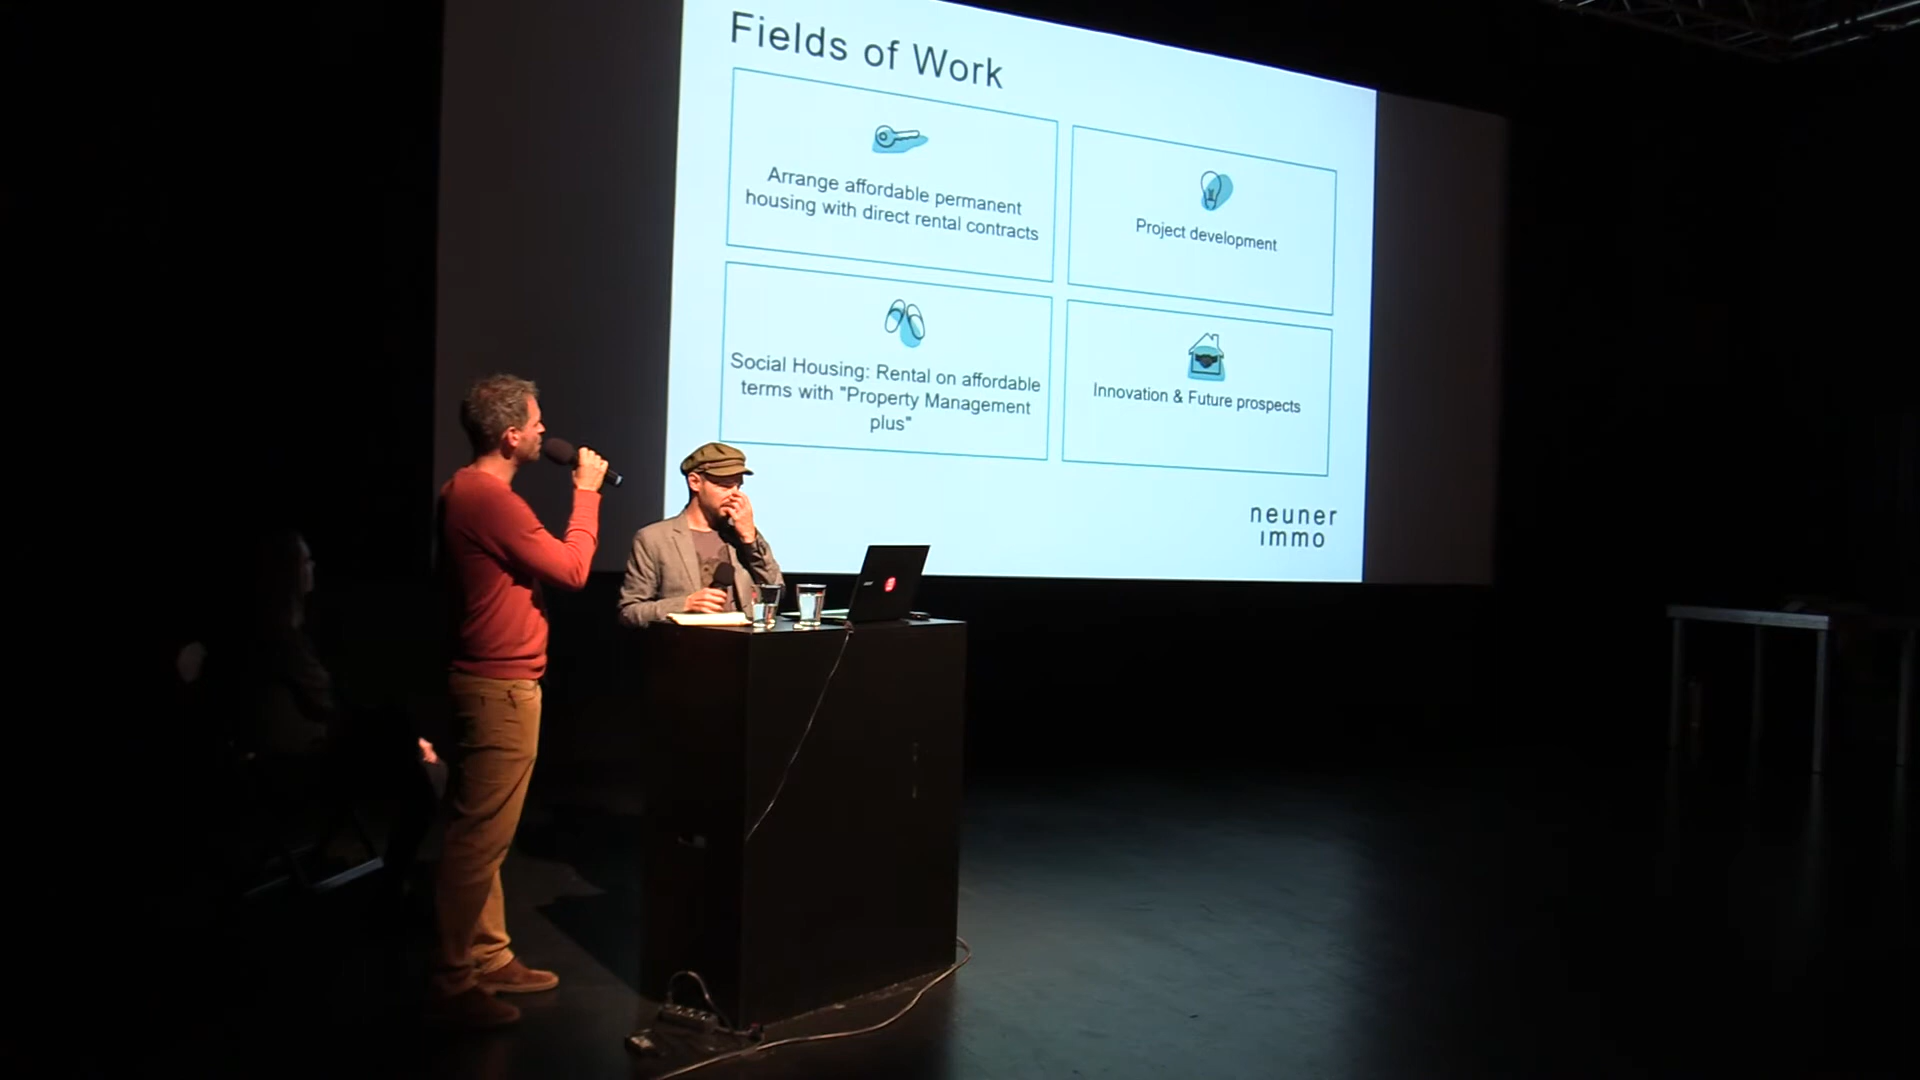 Fields of Work
Arrange affordable permanent
housing with direct rental contracts
Project development
Social Housing: Rental on affordable
terms with "Property Management
plus"
Innovation & Future prospects
neuner
immo